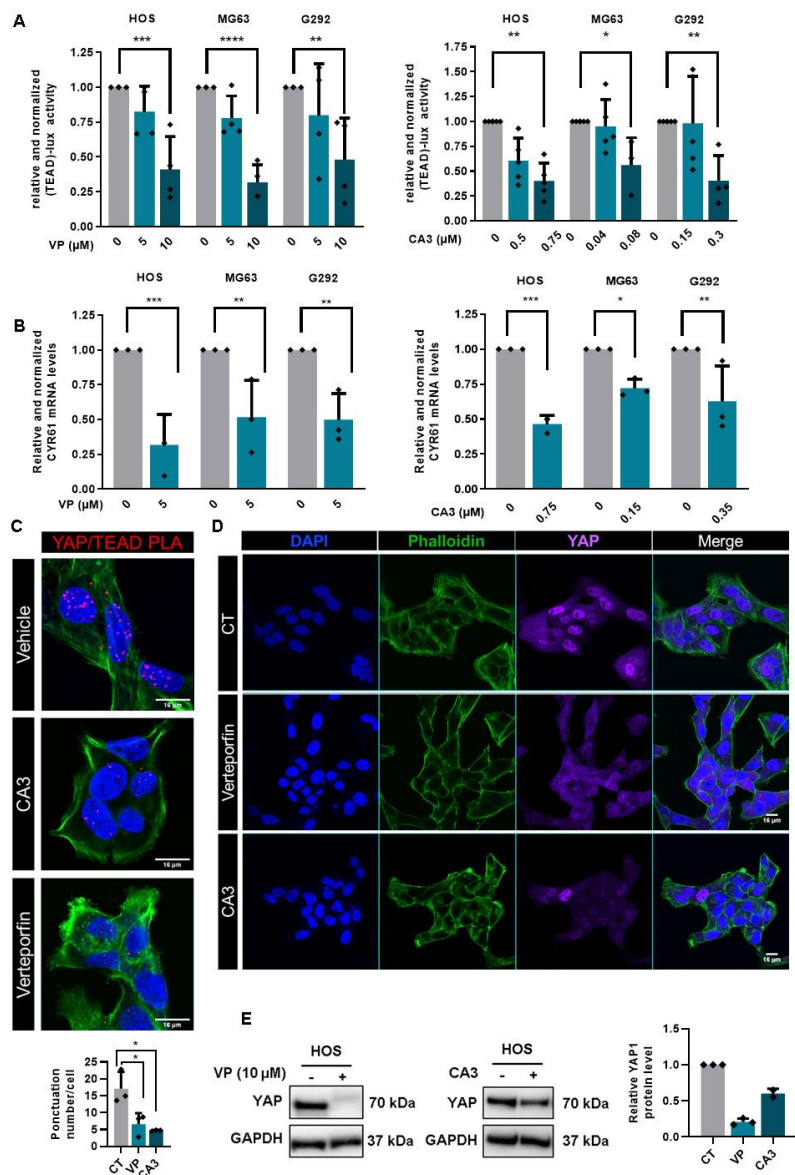 A
HOS MG63 G292
*** **** **
relative and normalized
(TEAD)-lux activity
1.00
0.75
0.50
0.25
0.00
VP (µM) 0 5 10 0 5 10 0 5 10
HOS MG63 G292
** * **
relative and normalized
(TEAD)-lux activity
1.75
1.50
1.25
1.00
0.75
0.50
0.25
0.00
CA3 (µM) 0 0.5 0.75 0 0.04 0.08 0 0.15 0.3
B
HOS MG63 G292
*** ** **
Relative and normalized
CYR61 mRNA levels
1.00
0.75
0.50
0.25
0.00
VP (µM) 0 5 0 5 0 5
HOS MG63 G292
*** * **
Relative and normalized
CYR61 mRNA levels
1.00
0.75
0.50
0.25
0.00
CA3 (µM) 0 0.75 0 0.15 0 0.35
C
YAP/TEAD PLA
Vehicle
16 µm
CA3
16 µm
Verteporfin
16 µm
*
*
Ponctuation
number/cell
25
20
15
10
5
0
CT VP CA3
D
DAPI Phalloidin YAP Merge
CT
Verteporfin
16 µm
CA3
16 µm
E
HOS
VP (10 µM) - +
YAP 70 kDa
GAPDH 37 kDa
HOS
CA3 - +
YAP 70 kDa
GAPDH 37 kDa
Relative YAP1
protein level
1.5
1.0
0.5
0.0
CT VP CA3